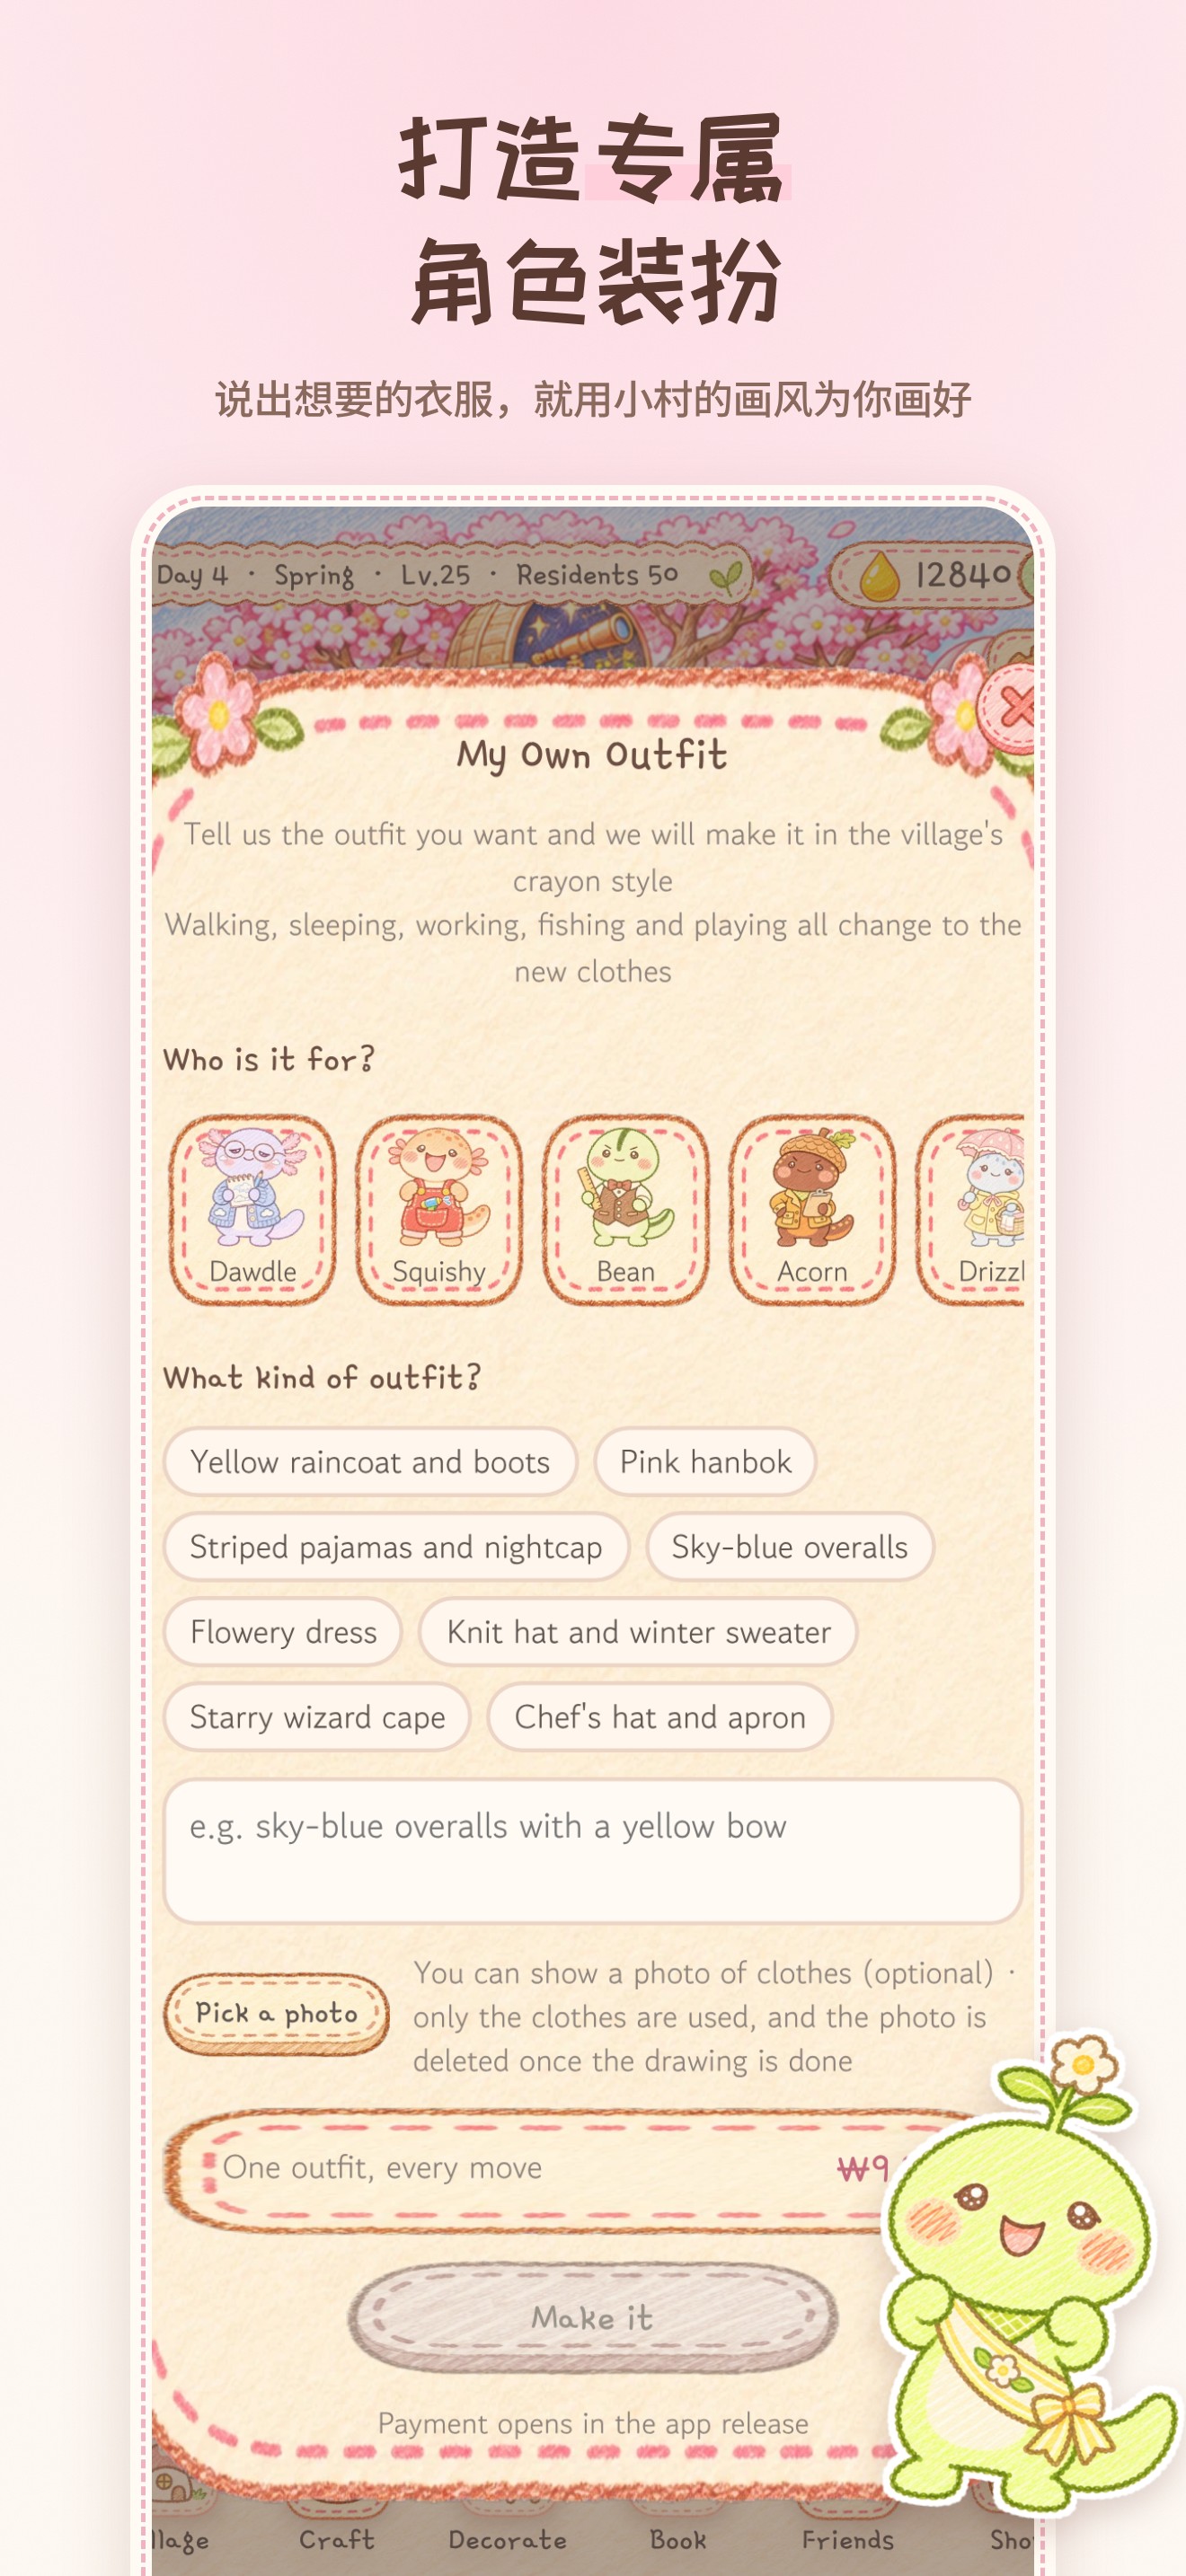 打造专属
角色装扮
说出想要的衣服，就用小村的画风为你画好
Day 4 · Spring · Lv.25 · Residents 50
12840
My Own Outfit
Tell us the outfit you want and we will make it in the village's
crayon style
Walking, sleeping, working, fishing and playing all change to the
new clothes
Who is it for?
Dawdle
Squishy
Bean
Acorn
Drizzl
What kind of outfit?
Yellow raincoat and boots
Pink hanbok
Striped pajamas and nightcap
Sky-blue overalls
Flowery dress
Knit hat and winter sweater
Starry wizard cape
Chef's hat and apron
e.g. sky-blue overalls with a yellow bow
Pick a photo
You can show a photo of clothes (optional) ·
only the clothes are used, and the photo is
deleted once the drawing is done
One outfit, every move
₩9
Make it
Payment opens in the app release
llage
Craft
Decorate
Book
Friends
Sho